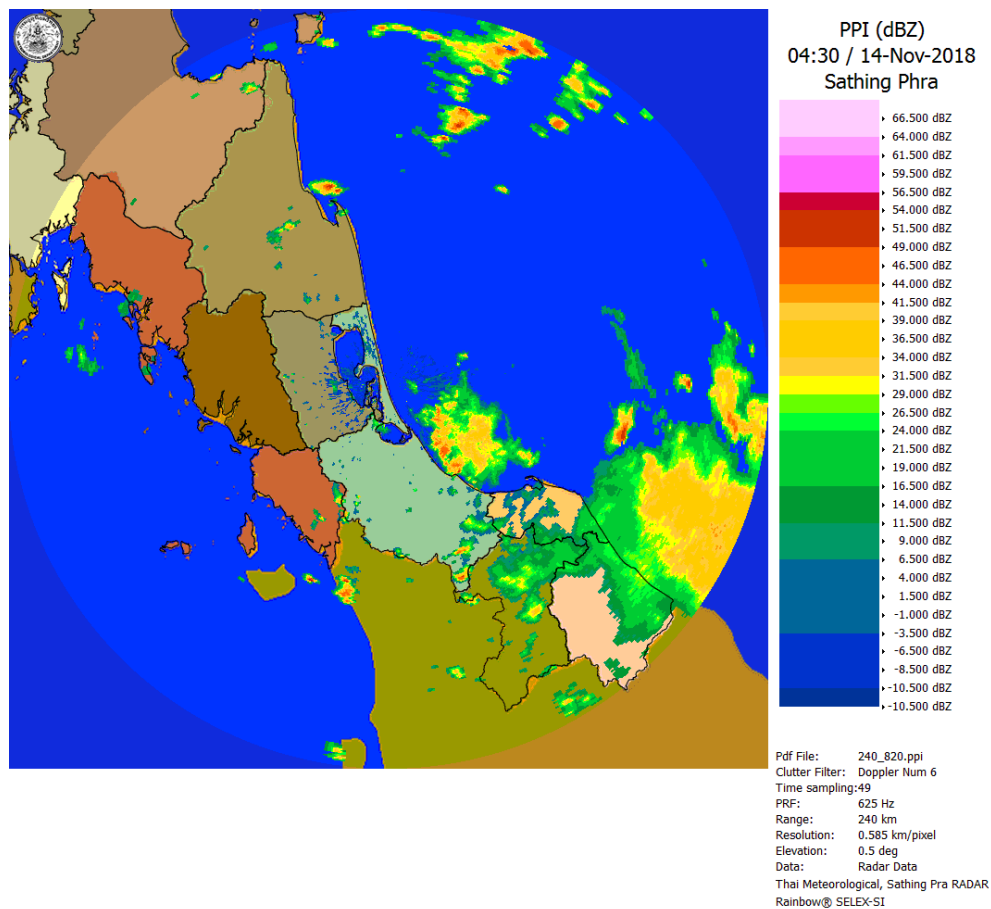 PPI (dBZ)
04:30 / 14-Nov-2018
Sathing Phra
66.500 dBZ
64.000 dBZ
61.500 dBZ
59.500 dBZ
56.500 dBZ
54.000 dBZ
51.500 dBZ
49.000 dBZ
46.500 dBZ
44.000 dBZ
41.500 dBZ
39.000 dBZ
36.500 dBZ
34.000 dBZ
31.500 dBZ
29.000 dBZ
26.500 dBZ
24.000 dBZ
21.500 dBZ
19.000 dBZ
16.500 dBZ
14.000 dBZ
11.500 dBZ
9.000 dBZ
6.500 dBZ
4.000 dBZ
1.500 dBZ
-1.000 dBZ
-3.500 dBZ
-6.500 dBZ
-8.500 dBZ
-10.500 dBZ
-10.500 dBZ
Pdf File: 240_820.ppi
Clutter Filter: Doppler Num 6
Time sampling:49
PRF: 625 Hz
Range: 240 km
Resolution: 0.585 km/pixel
Elevation: 0.5 deg
Data: Radar Data
Thai Meteorological, Sathing Pra RADAR
Rainbow® SELEX-SI